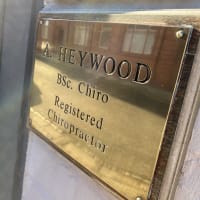 A. HEYWOOD
BSc. Chiro
Registered
Chiropractor